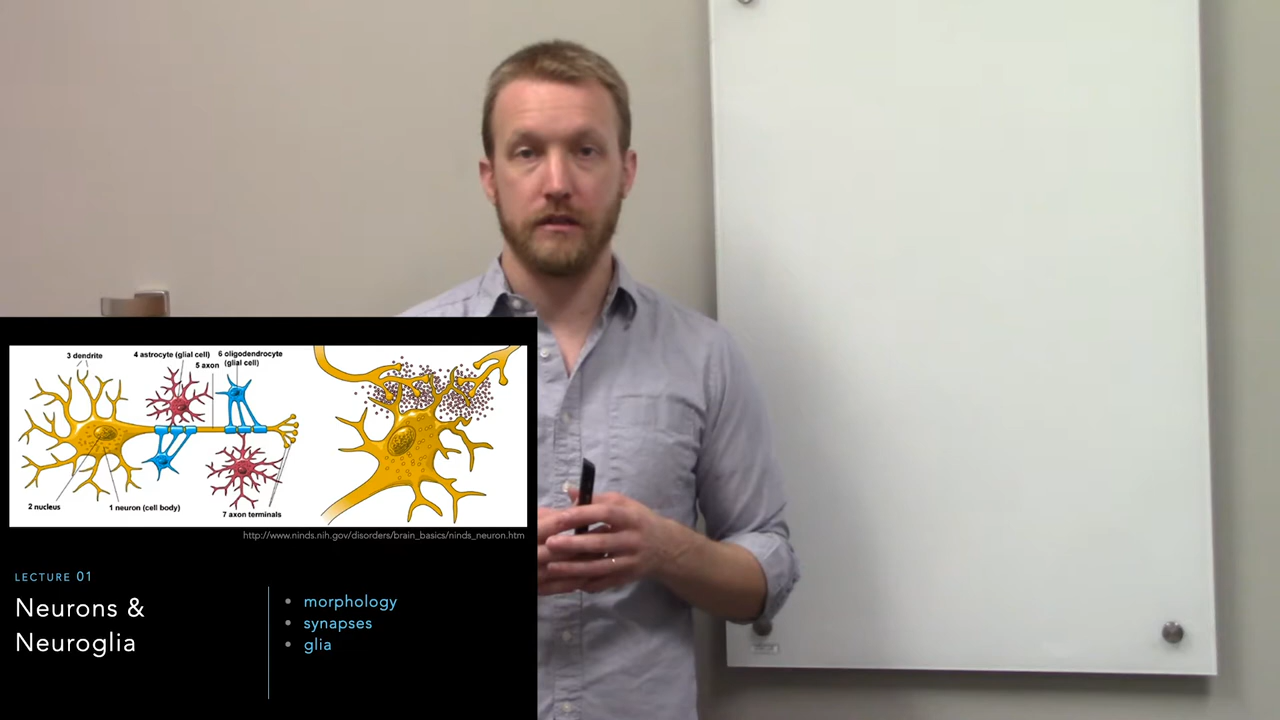 3 dendrite
4 astrocyte (glial cell)
6 oligodendrocyte
(glial cell)
5 axon
2 nucleus
1 neuron (cell body)
7 axon terminals
http://www.ninds.nih.gov/disorders/brain_basics/ninds_neuron.htm
LECTURE 01
Neurons &
Neuroglia
• morphology
• synapses
• glia